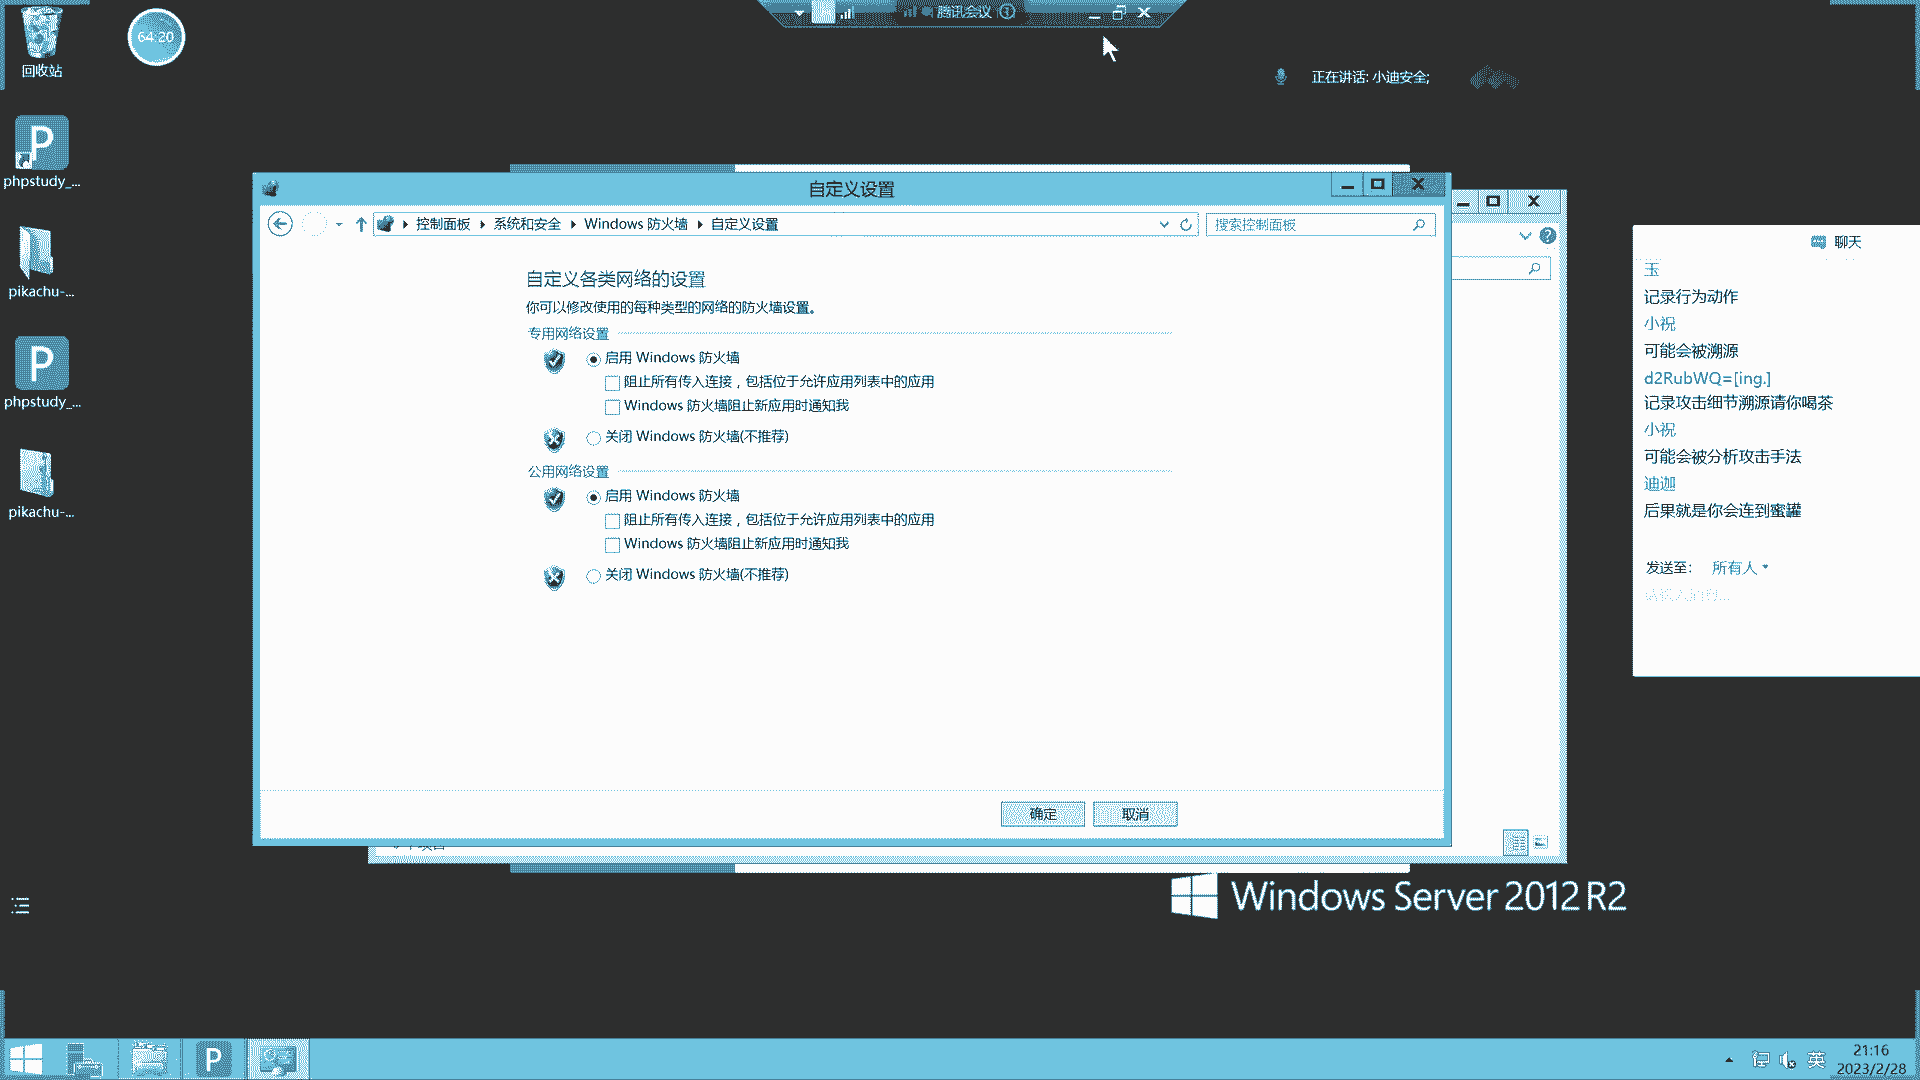 腾讯会议
回收站
64:20
正在讲话: 小迪安全;
phpstudy_...
pikachu-...
phpstudy_...
pikachu-...
自定义设置
控制面板 系统和安全 Windows 防火墙 自定义设置
搜索控制面板
自定义各类网络的设置
你可以修改使用的每种类型的网络的防火墙设置。
专用网络设置
启用 Windows 防火墙
阻止所有传入连接，包括位于允许应用列表中的应用
Windows 防火墙阻止新应用时通知我
关闭 Windows 防火墙(不推荐)
公用网络设置
启用 Windows 防火墙
阻止所有传入连接，包括位于允许应用列表中的应用
Windows 防火墙阻止新应用时通知我
关闭 Windows 防火墙(不推荐)
确定
取消
聊天
玉
记录行为动作
小祝
可能会被溯源
d2RubWQ=[ing.]
记录攻击细节溯源请你喝茶
小祝
可能会被分析攻击手法
迪迦
后果就是你会连到蜜罐
发送至: 所有人
Windows Server 2012 R2
英
21:16
2023/2/28